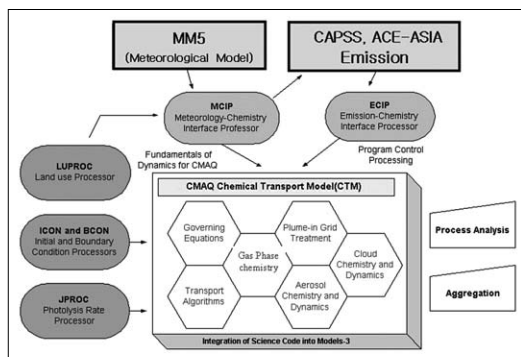 MM5
(Meteorological Model)
CAPSS, ACE-ASIA
Emission
MCIP
Meteorology-Chemistry
Interface Professor
ECIP
Emission-Chemistry
Interface Processor
LUPROC
Land use Processor
Fundamentals of
Dynamics for CMAQ
Program Control
Processing
CMAQ Chemical Transport Model(CTM)
ICON and BCON
Initial and Boundary
Condition Processors
Governing
Equations
Plume-in Grid
Treatment
Gas Phase
chemistry
Cloud
Chemistry and
Dynamics
Transport
Algorithms
Aerosol
Chemistry and
Dynamics
JPROC
Photolysis Rate
Processor
Process Analysis
Aggregation
Integration of Science Code into Models-3